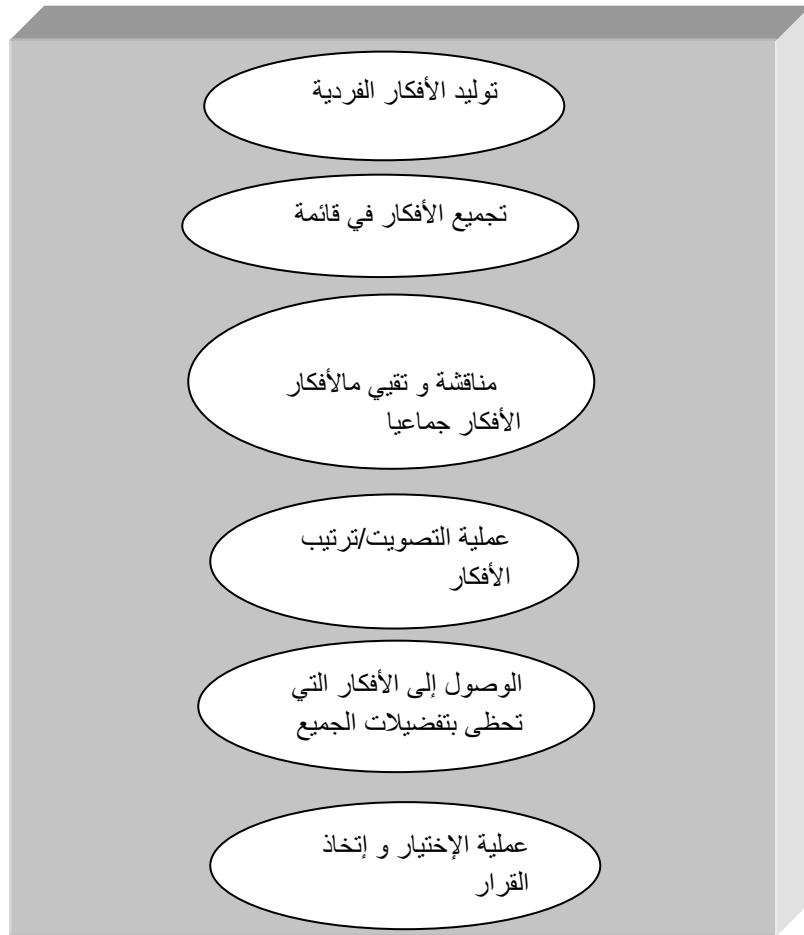 توليد الأفكار الفردية
تجميع الأفكار في قائمة
مناقشة و تقيي مالأفكار
الأفكار جماعيا
عملية التصويت/ترتيب
الأفكار
الوصول إلى الأفكار التي
تحظى بتفضيلات الجميع
عملية الإختيار و إتخاذ
القرار